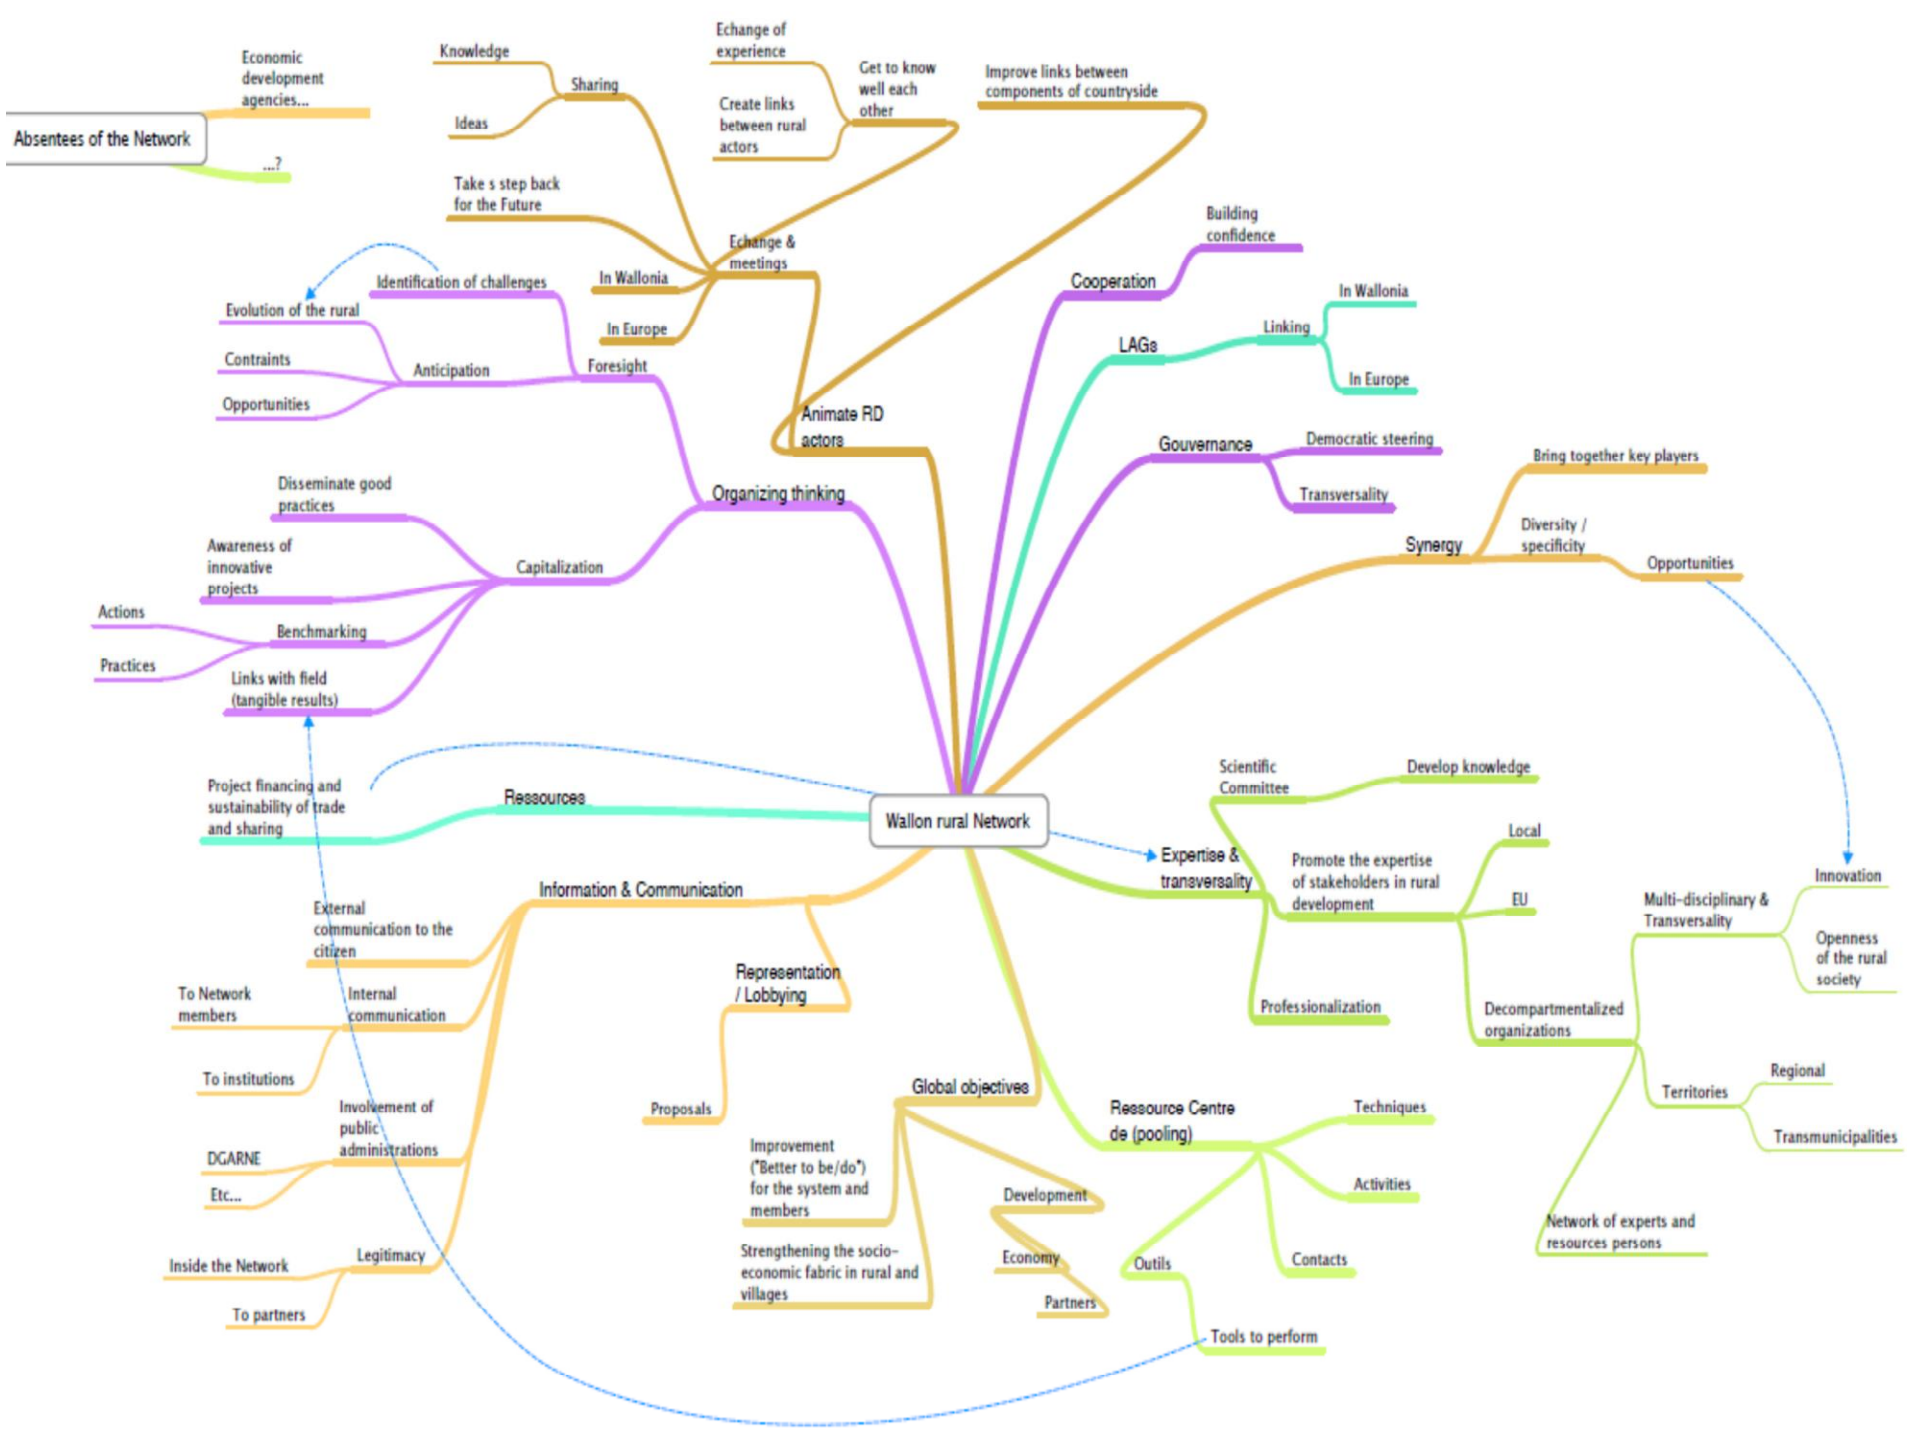 Absentees of the Network
Economic
development
agencies...
...?
Knowledge
Sharing
Ideas
Echange of
experience
Get to know
well each
other
Create links
between rural
actors
Improve links between
components of countryside
Take s step back
for the Future
Echange &
meetings
In Wallonia
In Europe
Animate RD
actors
Identification of challenges
Evolution of the rural
Contraints
Opportunities
Anticipation
Foresight
Organizing thinking
Disseminate good
practices
Awareness of
innovative
projects
Capitalization
Actions
Practices
Benchmarking
Links with field
(tangible results)
Building
confidence
Cooperation
LAGs
Linking
In Wallonia
In Europe
Gouvernance
Democratic steering
Transversality
Synergy
Bring together key players
Diversity /
specificity
Opportunities
Project financing and
sustainability of trade
and sharing
Ressources
Wallon rural Network
Expertise &
transversality
Scientific
Committee
Develop knowledge
Promote the expertise
of stakeholders in rural
development
Local
EU
Professionalization
Decompartmentalized
organizations
Multi-disciplinary &
Transversality
Innovation
Openness
of the rural
society
Territories
Regional
Transmunicipalities
Network of experts and
resources persons
Information & Communication
External
communication to the
citizen
Internal
communication
To Network
members
To institutions
Involvement of
public
administrations
DGARNE
Etc...
Legitimacy
Inside the Network
To partners
Representation
/ Lobbying
Proposals
Global objectives
Improvement
("Better to be/do")
for the system and
members
Strengthening the socio-
economic fabric in rural and
villages
Development
Economy
Partners
Ressource Centre
de (pooling)
Techniques
Activities
Contacts
Outils
Tools to perform